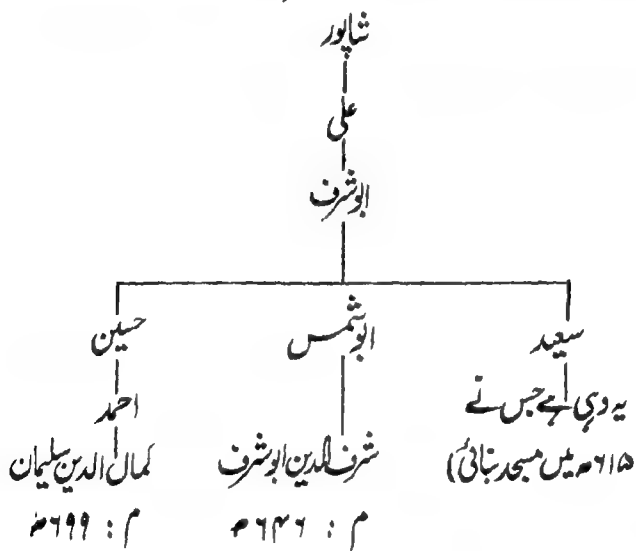 شاپور
علی
ابوشرف
سعید ابوشمس حسین
یہ وہی ہے جس نے احمد
۶۱۵ھ میں مسجد بنائی) شرف الدین ابوشرف کمال الدین سلیمان
م : ۶۴۶ھ م : ۶۹۹ھ